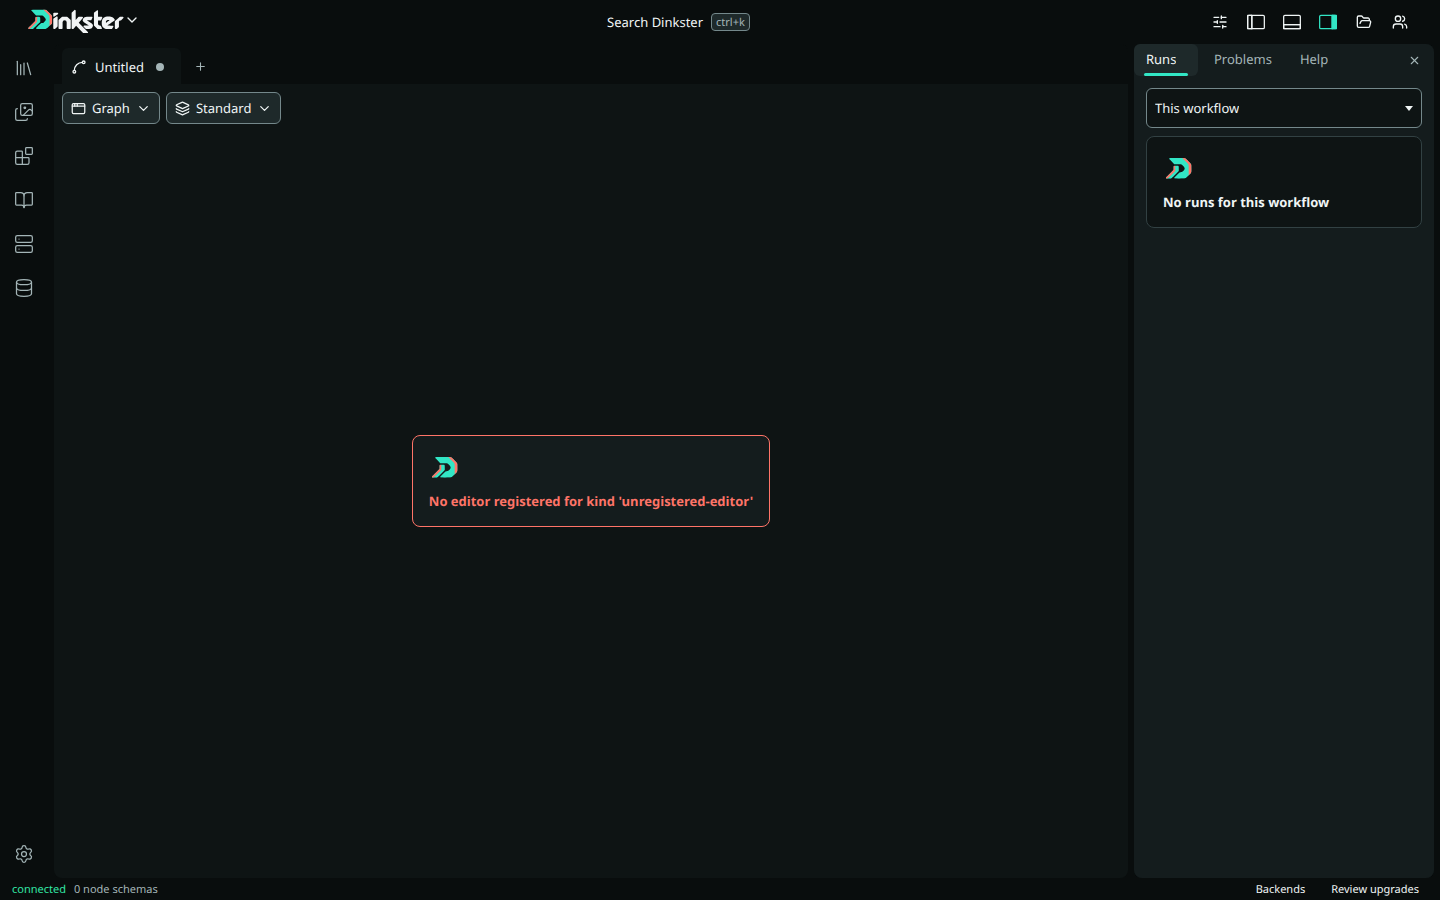 Dinkster
Search Dinkster ctrl+k
Untitled
Graph
Standard
No editor registered for kind 'unregistered-editor'
Runs
Problems
Help
This workflow
No runs for this workflow
connected
0 node schemas
Backends
Review upgrades